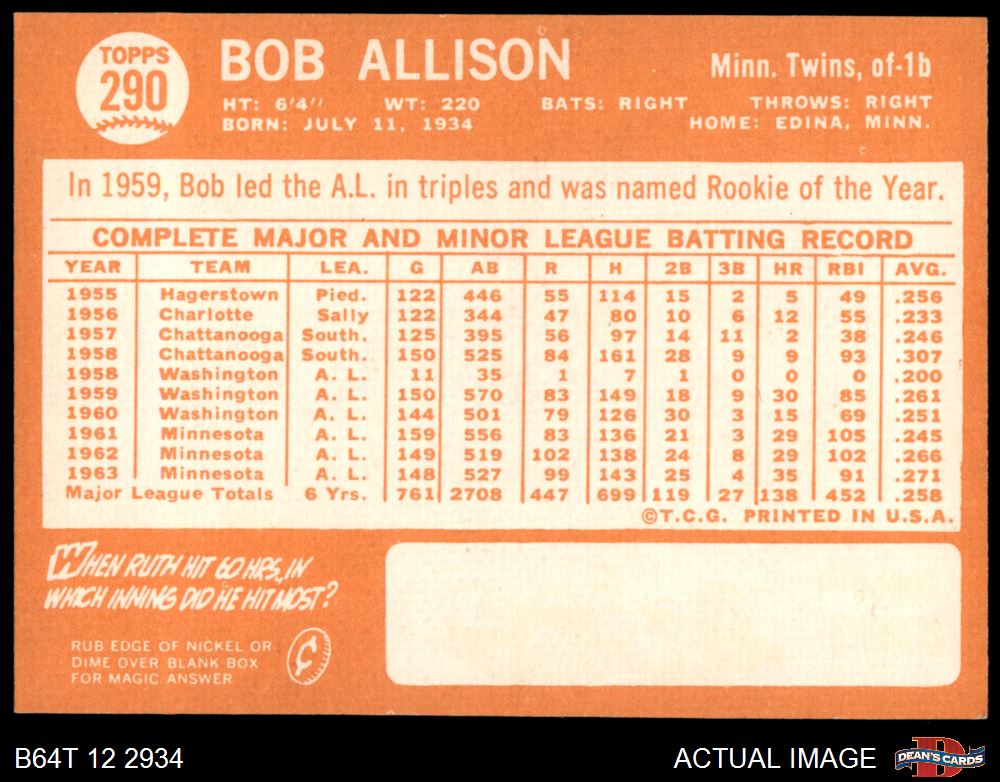 TOPPS
290
BOB ALLISON
Minn. Twins, of-1b
HT: 6'4" WT: 220 BATS: RIGHT THROWS: RIGHT
BORN: JULY 11, 1934 HOME: EDINA, MINN.
In 1959, Bob led the A.L. in triples and was named Rookie of the Year.
COMPLETE MAJOR AND MINOR LEAGUE BATTING RECORD
YEAR TEAM LEA. G AB R H 2B 3B HR RBI AVG.
1955 Hagerstown Pied. 122 446 55 114 15 2 5 49 .256
1956 Charlotte Sally 122 344 47 80 10 6 12 55 .233
1957 Chattanooga South. 125 395 56 97 14 11 2 38 .246
1958 Chattanooga South. 150 525 84 161 28 9 9 93 .307
1958 Washington A. L. 11 35 1 7 1 0 0 0 .200
1959 Washington A. L. 150 570 83 149 18 9 30 85 .261
1960 Washington A. L. 144 501 79 126 30 3 15 69 .251
1961 Minnesota A. L. 159 556 83 136 21 3 29 105 .245
1962 Minnesota A. L. 149 519 102 138 24 8 29 102 .266
1963 Minnesota A. L. 148 527 99 143 25 4 35 91 .271
Major League Totals 6 Yrs. 761 2708 447 699 119 27 138 452 .258
©T.C.G. PRINTED IN U.S.A.
WHEN RUTH HIT 60 HRS, IN
WHICH INNING DID HE HIT MOST?
RUB EDGE OF NICKEL OR
DIME OVER BLANK BOX
FOR MAGIC ANSWER
¢
B64T 12 2934
ACTUAL IMAGE
D
DEAN'S CARDS